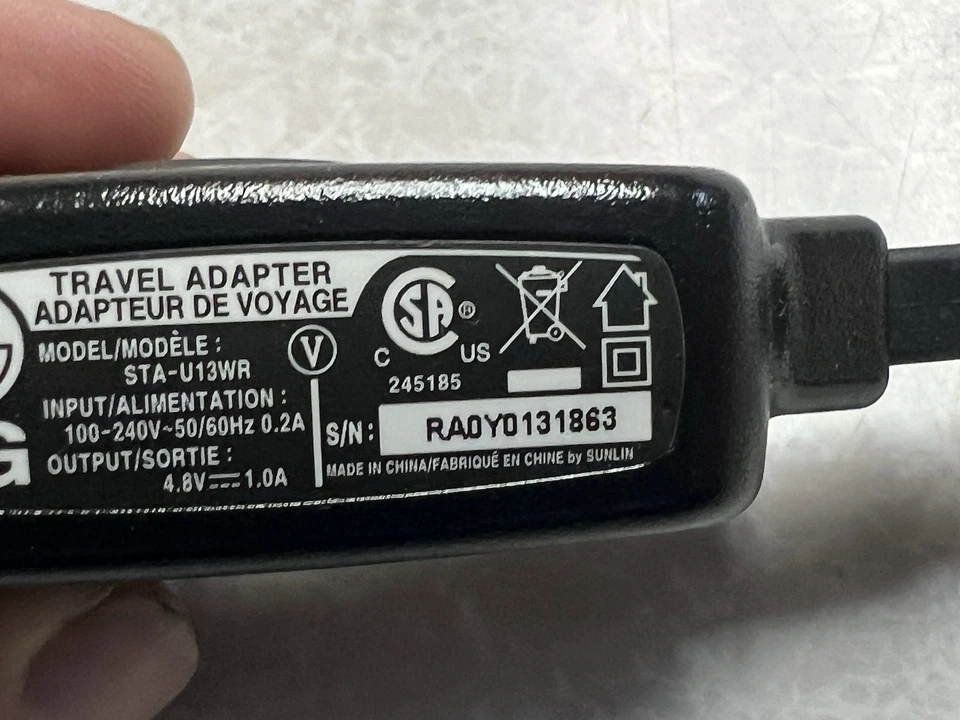 TRAVEL ADAPTER
ADAPTEUR DE VOYAGE
MODEL/MODÈLE :
STA-U13WR
INPUT/ALIMENTATION :
100-240V~50/60Hz 0.2A
OUTPUT/SORTIE :
4.8V⎓1.0A
G
V
CSA ®
C US
245185
S/N: RA0Y0131863
MADE IN CHINA/FABRIQUÉ EN CHINE by SUNLIN